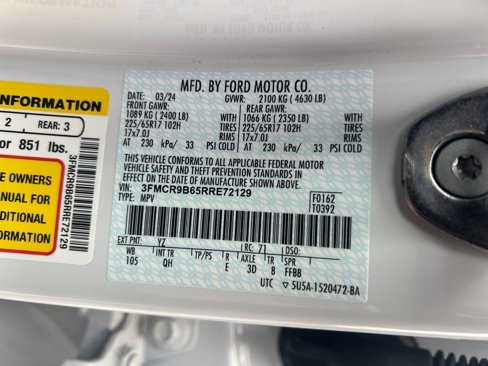 MFD. BY FORD MOTOR CO.
DATE: 03/24 GVWR: 2100 KG ( 4630 LB)
FRONT GAWR: REAR GAWR:
1089 KG ( 2400 LB) 1066 KG ( 2350 LB)
225/65R17 102H TIRES 225/65R17 102H
17x7.0J RIMS 17x7.0J RIMS
AT 230 kPa/ 33 PSI COLD AT 230 kPa/ 33 PSI COLD
THIS VEHICLE CONFORMS TO ALL APPLICABLE FEDERAL MOTOR
VEHICLE SAFETY AND THEFT PREVENTION STANDARDS IN
EFFECT ON THE DATE OF MANUFACTURE SHOWN ABOVE.
VIN: 3FMCR9B65RRE72129
TYPE: MPV
F0162
T0392
EXT PNT: YZ RC: 71 DSO:
WB INT TR TP/PS R AXLE TR SPR
105 QH E 3D 8 FFBB
UTC 5U5A-1520472-BA
INFORMATION
2 REAR: 3
or 851 lbs.
E OWNERS
ANUAL FOR
DITIONAL
3FMCR9B65RRE72129